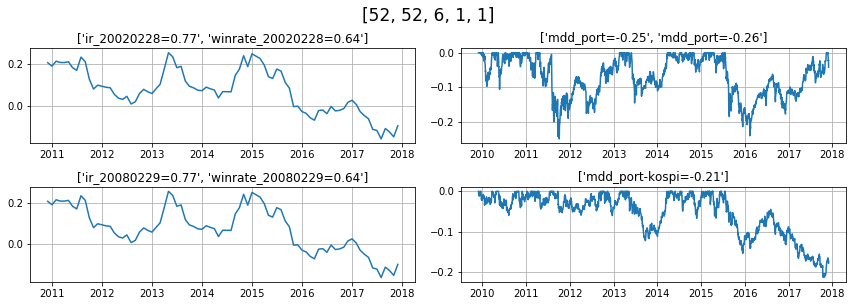 [52, 52, 6, 1, 1]
['ir_20020228=0.77', 'winrate_20020228=0.64']
0.2
0.0
2011 2012 2013 2014 2015 2016 2017 2018
['mdd_port=-0.25', 'mdd_port=-0.26']
0.0
−0.1
−0.2
2010 2011 2012 2013 2014 2015 2016 2017 2018
['ir_20080229=0.77', 'winrate_20080229=0.64']
0.2
0.0
2011 2012 2013 2014 2015 2016 2017 2018
['mdd_port-kospi=-0.21']
0.0
−0.1
−0.2
2010 2011 2012 2013 2014 2015 2016 2017 2018